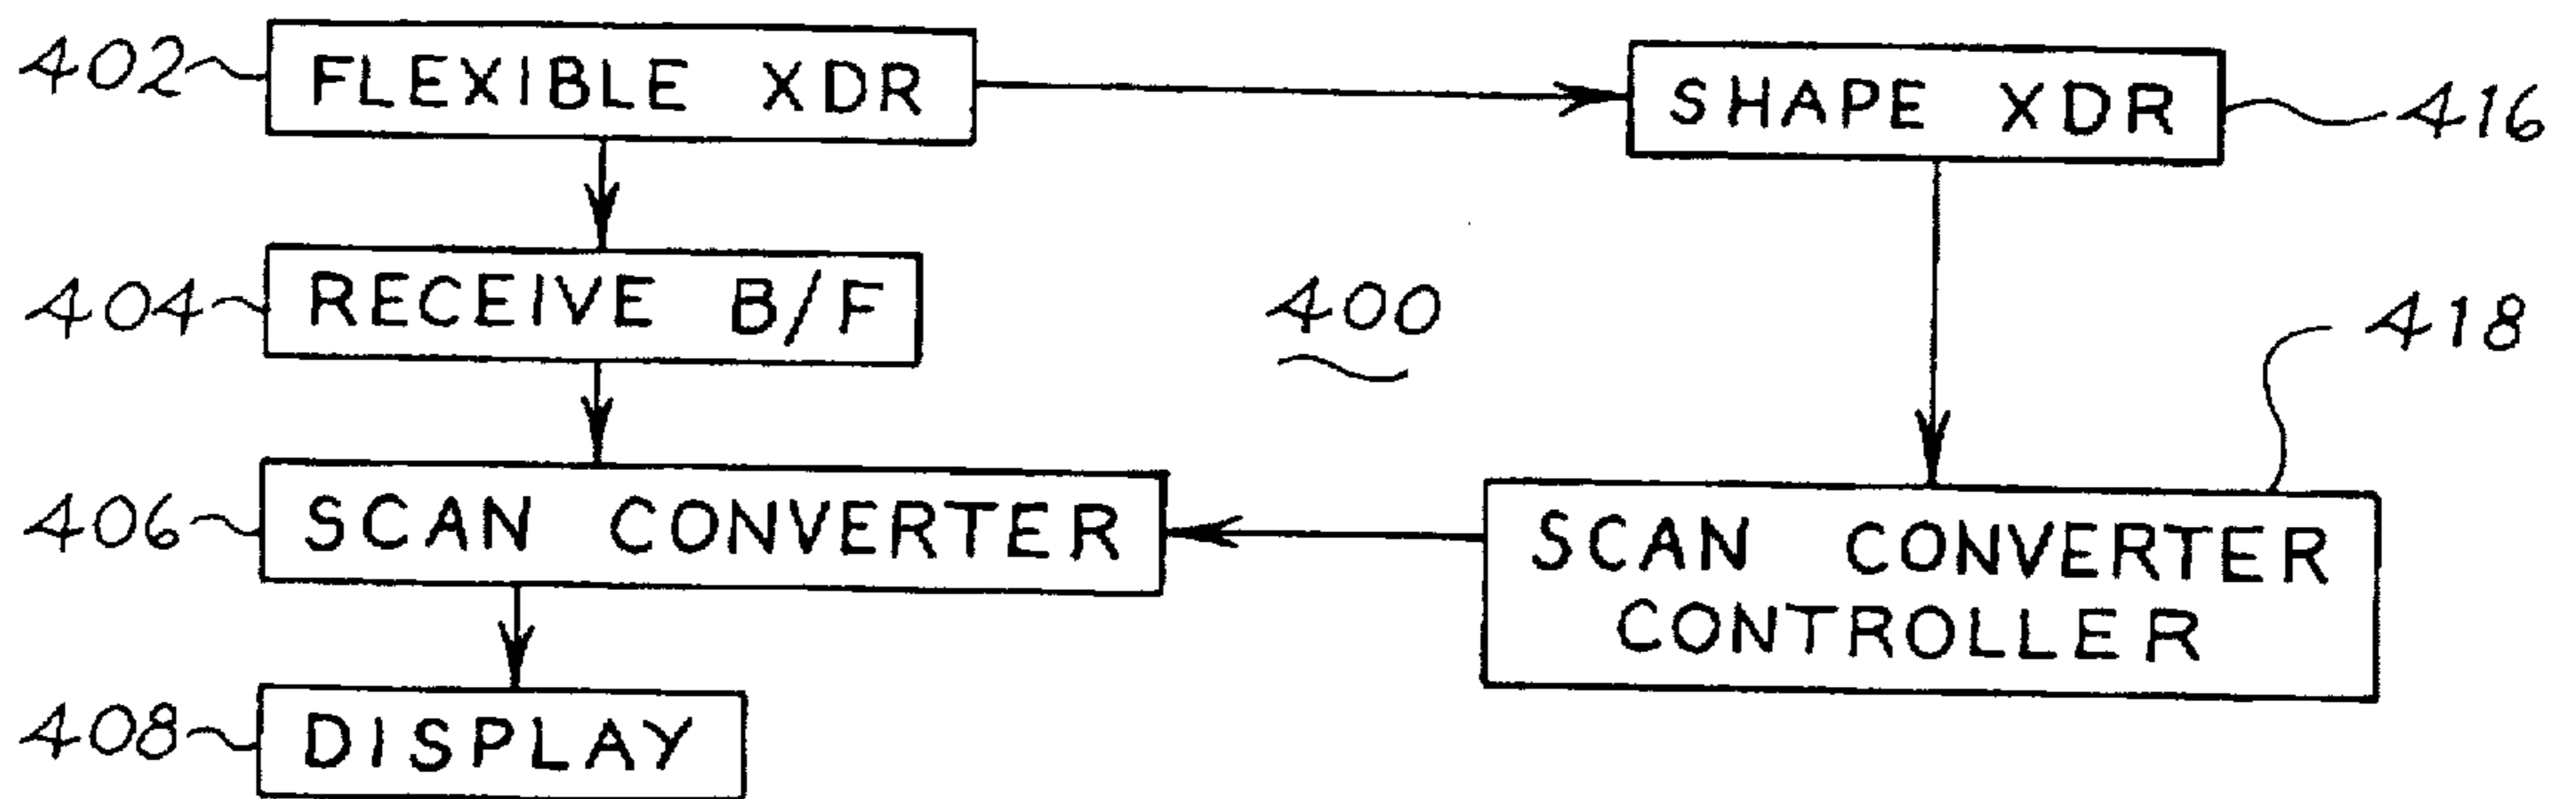 402 FLEXIBLE XDR
SHAPE XDR 416
404 RECEIVE B/F
400
418
406 SCAN CONVERTER
SCAN CONVERTER
CONTROLLER
408 DISPLAY